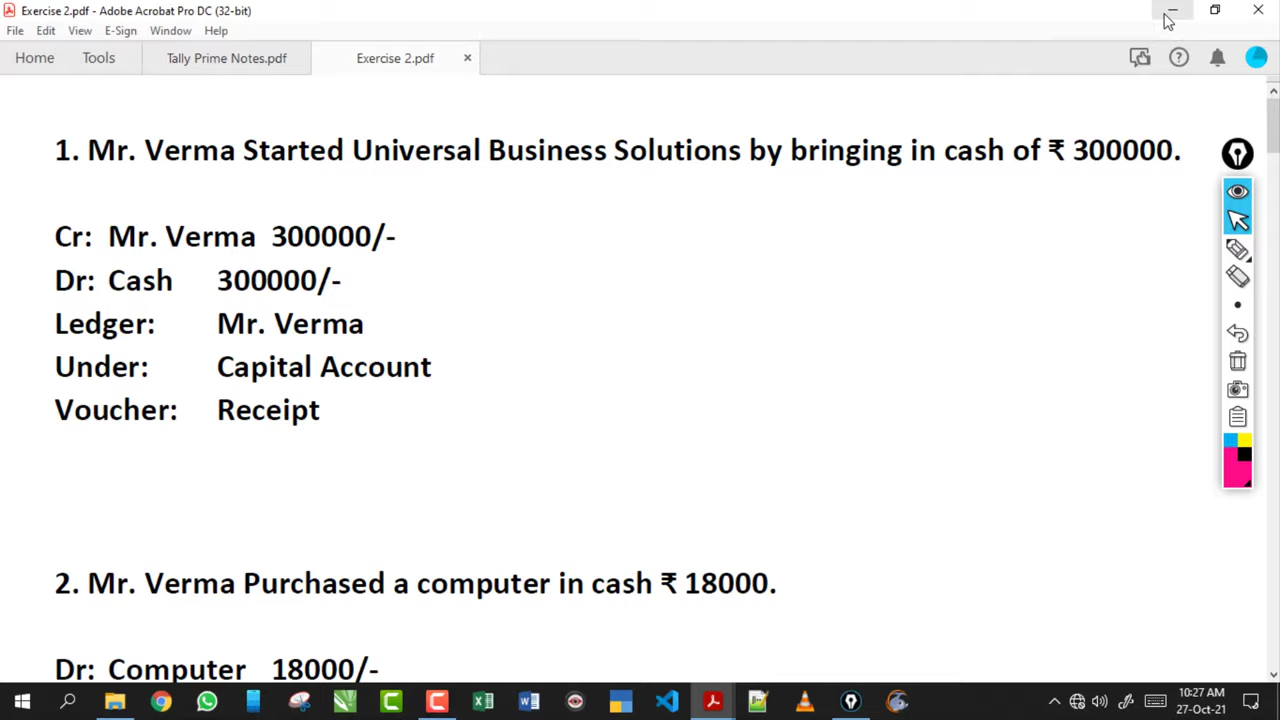 Exercise 2.pdf - Adobe Acrobat Pro DC (32-bit)
File Edit View E-Sign Window Help
Home Tools Tally Prime Notes.pdf Exercise 2.pdf
1. Mr. Verma Started Universal Business Solutions by bringing in cash of ₹ 300000.
Cr: Mr. Verma 300000/-
Dr: Cash 300000/-
Ledger: Mr. Verma
Under: Capital Account
Voucher: Receipt
2. Mr. Verma Purchased a computer in cash ₹ 18000.
Dr: Computer 18000/-
10:27 AM
27-Oct-21